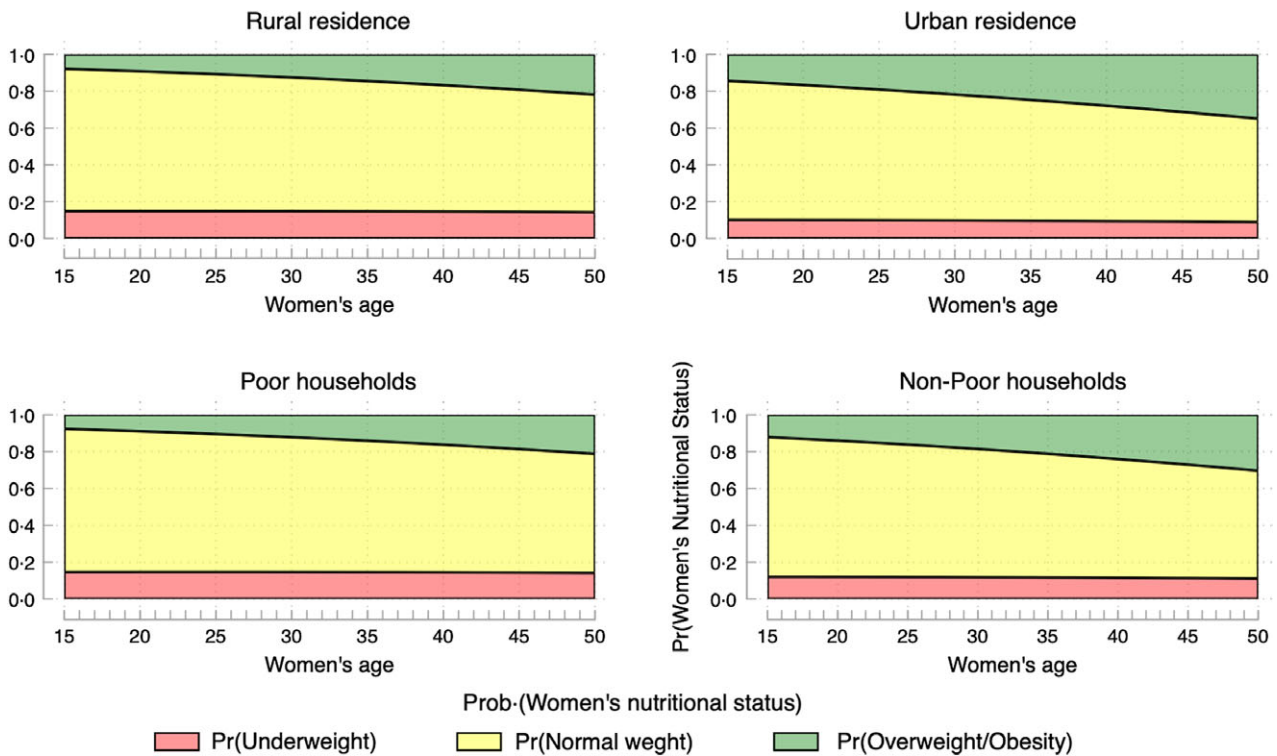 Rural residence
1·0
0·8
0·6
0·4
0·2
0·0
15 20 25 30 35 40 45 50
Women's age
Urban residence
1·0
0·8
0·6
0·4
0·2
0·0
15 20 25 30 35 40 45 50
Women's age
Poor households
1·0
0·8
0·6
0·4
0·2
0·0
15 20 25 30 35 40 45 50
Women's age
Pr(Women's Nutritional Status)
Non-Poor households
1·0
0·8
0·6
0·4
0·2
0·0
15 20 25 30 35 40 45 50
Women's age
Prob·(Women's nutritional status)
Pr(Underweight) Pr(Normal weght) Pr(Overweight/Obesity)